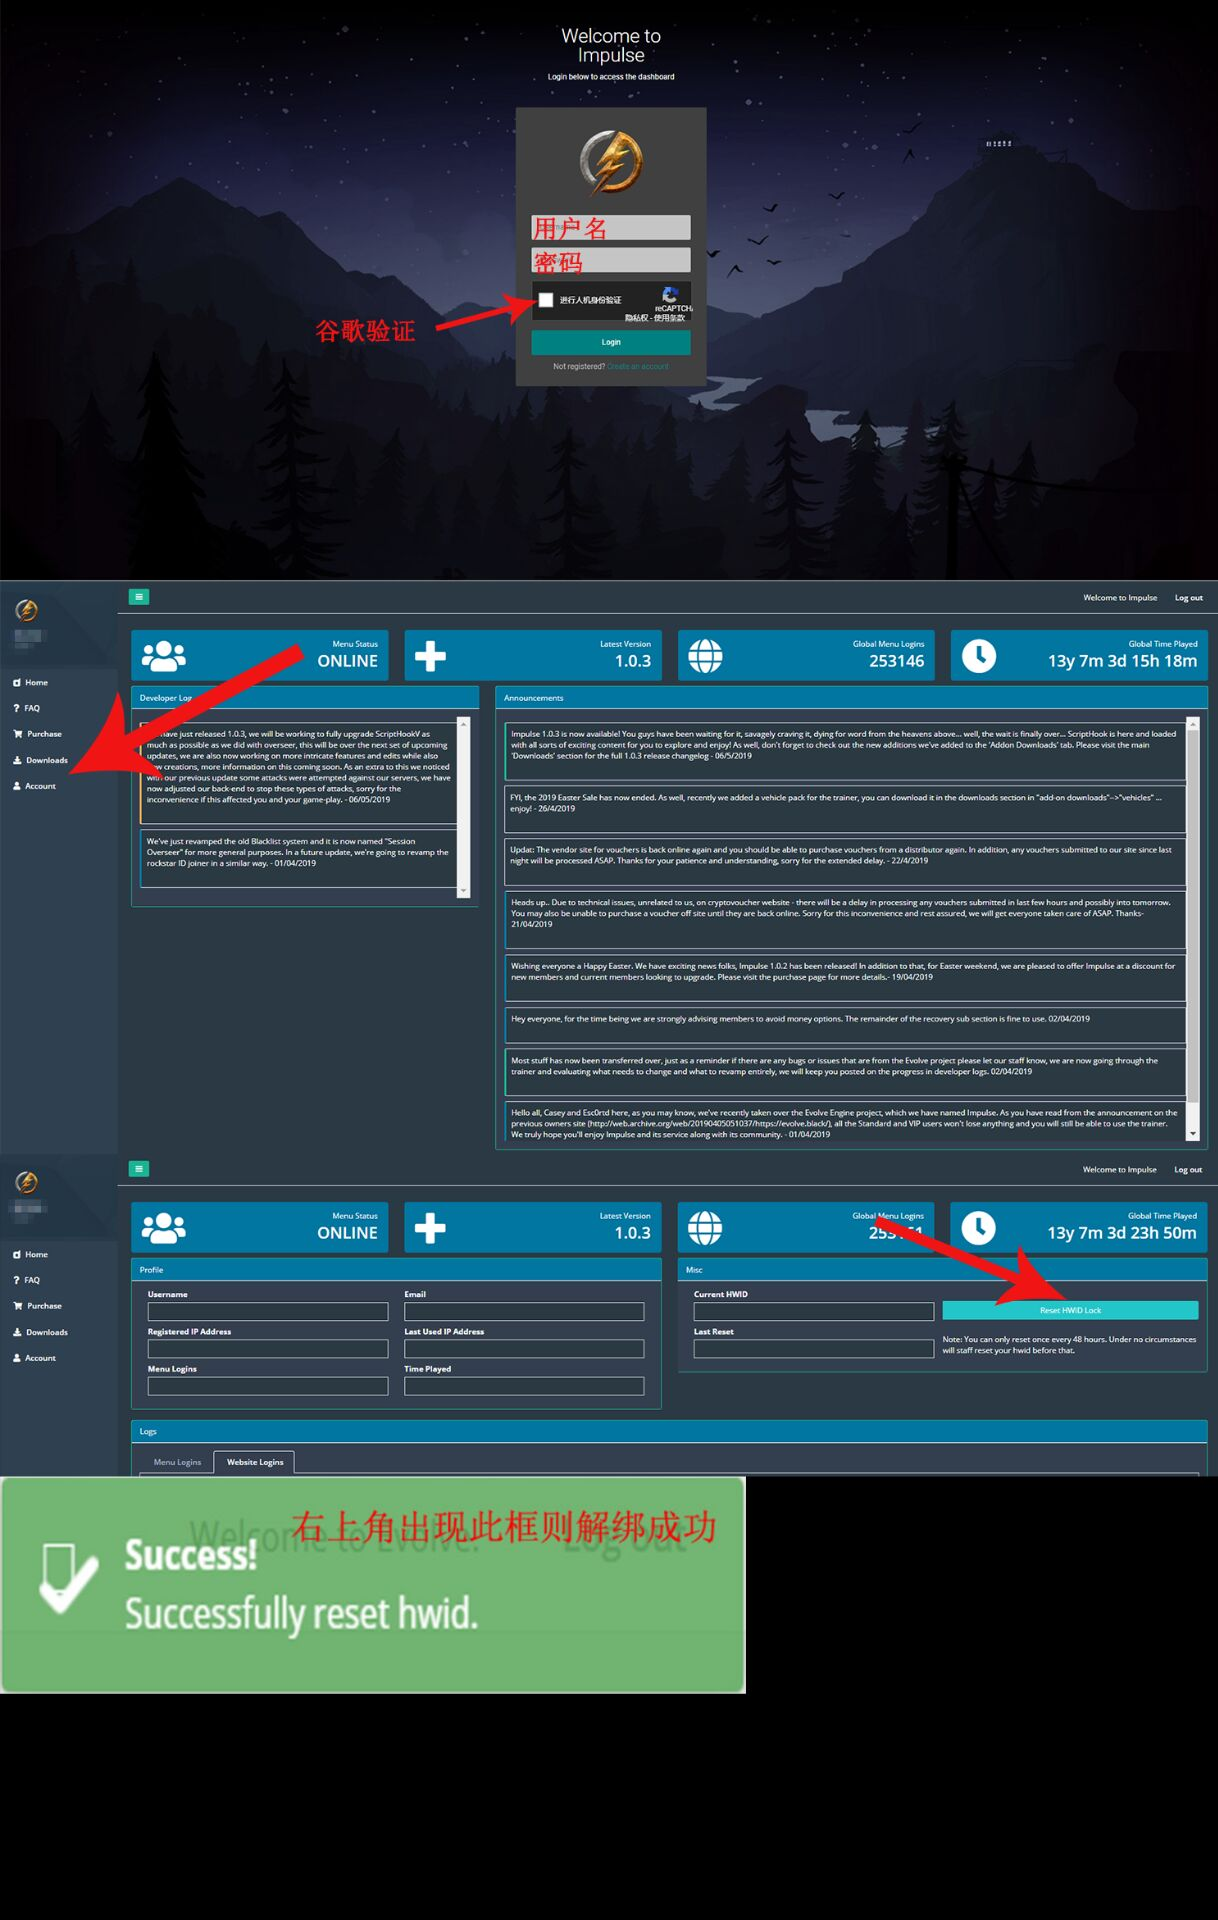 Welcome to
Impulse
Login below to access the dashboard
用户名
密码
进行人机身份验证
reCAPTCHA
隐私权 - 使用条款
谷歌验证
Login
Not registered? Create an account
Welcome to Impulse
Log out
Menu Status
ONLINE
Latest Version
1.0.3
Global Menu Logins
253146
Global Time Played
13y 7m 3d 15h 18m
Home
FAQ
Purchase
Downloads
Account
Developer Log
have just released 1.0.3, we will be working to fully upgrade ScriptHookV as
much as possible as we did with overseer, this will be over the next set of upcoming
updates, we are also now working on more intricate features and edits while also
new creations, more information on this coming soon. As an extra to this we noticed
with our previous update some attacks were attempted against our servers, we have
now adjusted our back-end to stop these types of attacks, sorry for the
inconvenience if this affected you and your game-play. - 06/05/2019
We've just revamped the old Blacklist system and it is now named "Session
Overseer" for more general purposes. In a future update, we're going to revamp the
rockstar ID joiner in a similar way. - 01/04/2019
Announcements
Impulse 1.0.3 is now available! You guys have been waiting for it, savagely craving it, dying for word from the heavens above... well, the wait is finally over... ScriptHook is here and loaded
with all sorts of exciting content for you to explore and enjoy! As well, don't forget to check out the new additions we've added to the 'Addon Downloads' tab. Please visit the main
'Downloads' section for the full 1.0.3 release changelog - 06/5/2019
FYI, the 2019 Easter Sale has now ended. As well, recently we added a vehicle pack for the trainer, you can download it in the downloads section in "add-on downloads"-->"vehicles" ...
enjoy! - 26/4/2019
Updat: The vendor site for vouchers is back online again and you should be able to purchase vouchers from a distributor again. In addition, any vouchers submitted to our site since last
night will be processed ASAP. Thanks for your patience and understanding, sorry for the extended delay. - 22/4/2019
Heads up.. Due to technical issues, unrelated to us, on cryptovoucher website - there will be a delay in processing any vouchers submitted in last few hours and possibly into tomorrow.
You may also be unable to purchase a voucher off site until they are back online. Sorry for this inconvenience and rest assured, we will get everyone taken care of ASAP. Thanks-
21/04/2019
Wishing everyone a Happy Easter. We have exciting news folks, Impulse 1.0.2 has been released! In addition to that, for Easter weekend, we are pleased to offer Impulse at a discount for
new members and current members looking to upgrade. Please visit the purchase page for more details.- 19/04/2019
Hey everyone, for the time being we are strongly advising members to avoid money options. The remainder of the recovery sub section is fine to use. 02/04/2019
Most stuff has now been transferred over, just as a reminder if there are any bugs or issues that are from the Evolve project please let our staff know, we are now going through the
trainer and evaluating what needs to change and what to revamp entirely, we will keep you posted on the progress in developer logs. 02/04/2019
Hello all, Casey and Esc0rtd here, as you may know, we've recently taken over the Evolve Engine project, which we have named Impulse. As you have read from the announcement on the
previous owners site (http://web.archive.org/web/20190405051037/https://evolve.black/), all the Standard and VIP users won't lose anything and you will still be able to use the trainer.
We truly hope you'll enjoy Impulse and its service along with its community. - 01/04/2019
Welcome to Impulse
Log out
Menu Status
ONLINE
Latest Version
1.0.3
Global Menu Logins
Global Time Played
13y 7m 3d 23h 50m
Home
FAQ
Purchase
Downloads
Account
Profile
Username
Email
Registered IP Address
Last Used IP Address
Menu Logins
Time Played
Misc
Current HWID
Reset HWID Lock
Last Reset
Note: You can only reset once every 48 hours. Under no circumstances
will staff reset your hwid before that.
Logs
Menu Logins
Website Logins
右上角出现此框则解绑成功
Welcome to Evolve.
Log out
Success!
Successfully reset hwid.